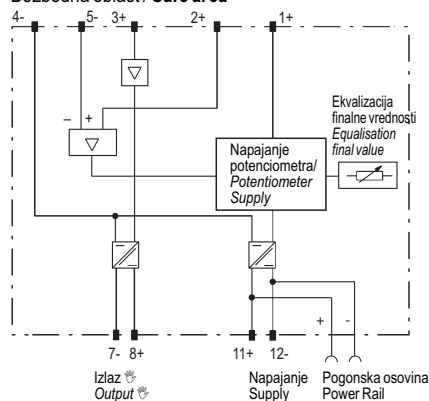 Bezbedna oblast / Safe area
4- 5- 3+ 2+ 1+
– +
Ekvalizacija
finalne vrednosti
Equalisation
final value
Napajanje
potenciometra/
Potentiometer
Supply
+ -
7- 8+ 11+ 12-
Izlaz
Output
Napajanje
Supply
Pogonska osovina
Power Rail